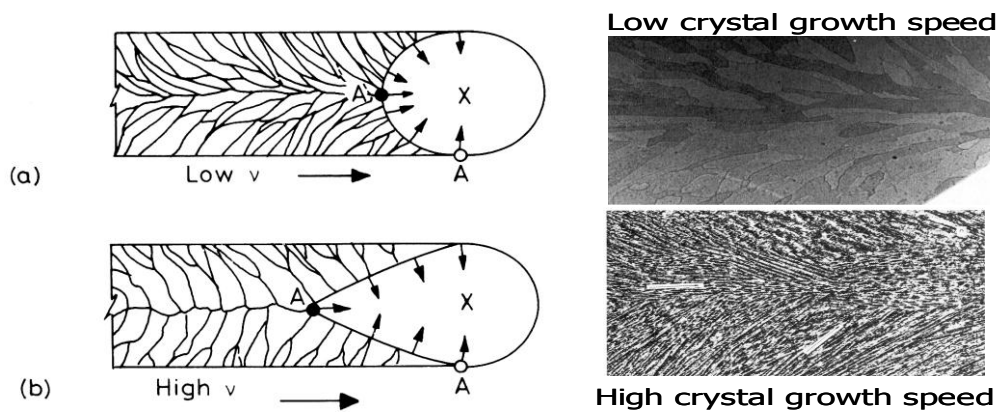 Low crystal growth speed
A
X
(a)
Low v
A
A
X
(b)
High v
A
High crystal growth speed